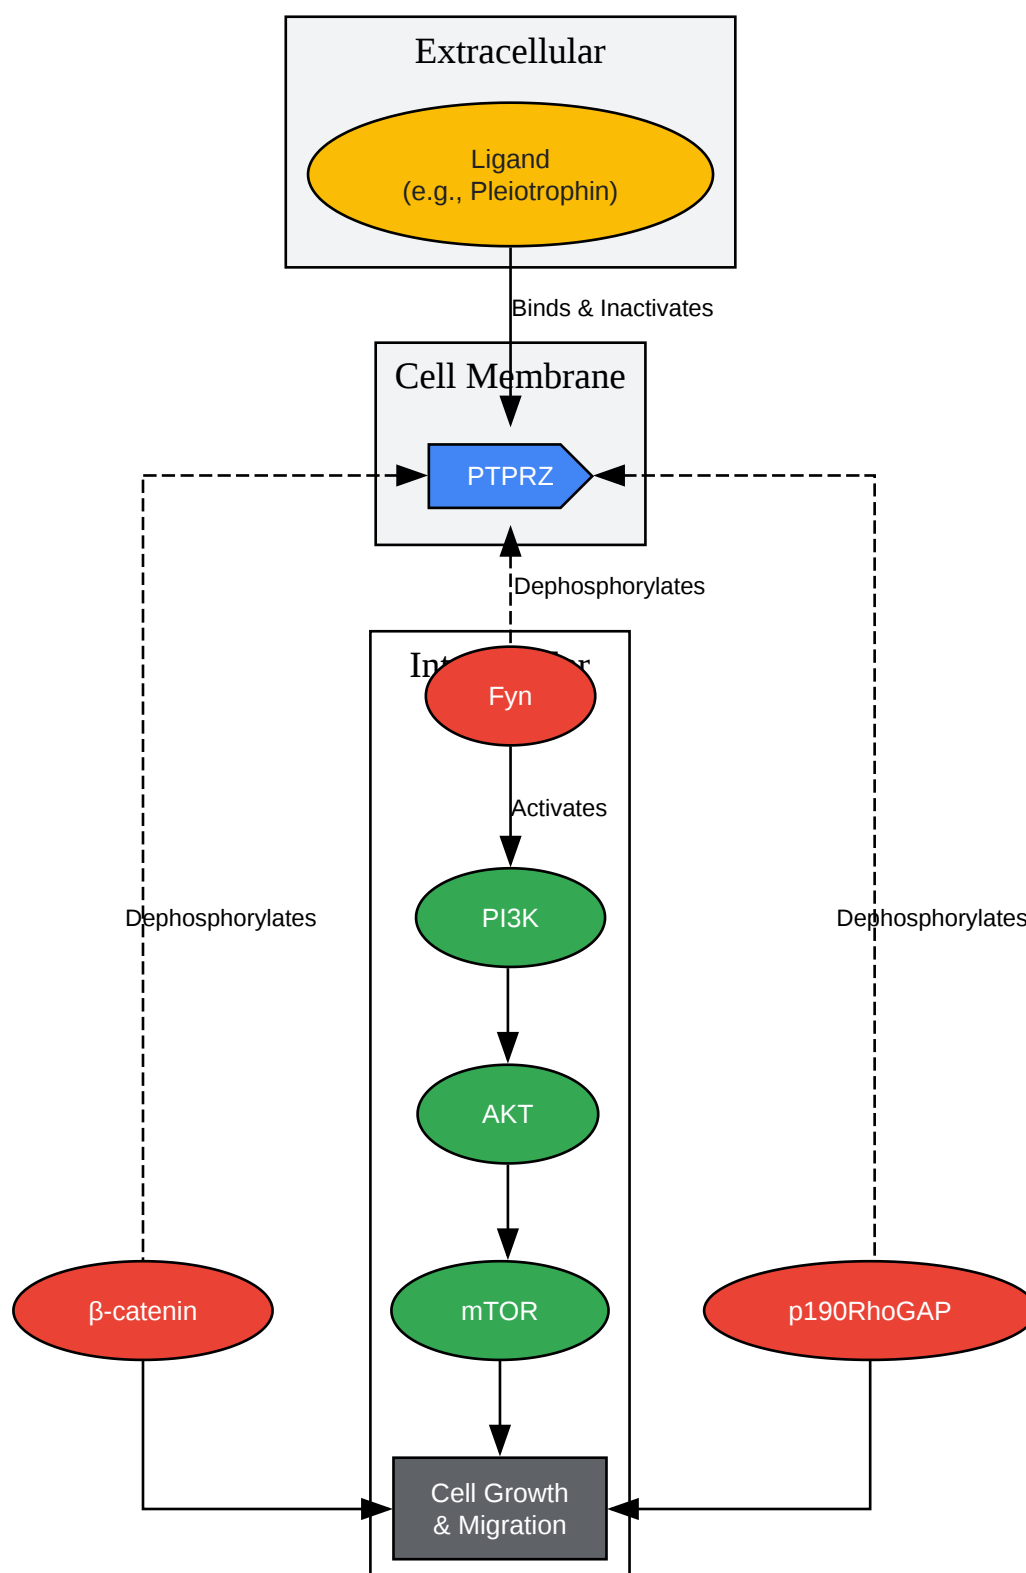 Extracellular
Ligand
(e.g., Pleiotrophin)
Binds & Inactivates
Cell Membrane
PTPRZ
Dephosphorylates
Fyn
Activates
PI3K
Dephosphorylates
Dephosphorylates
AKT
β-catenin
mTOR
p190RhoGAP
Cell Growth
& Migration